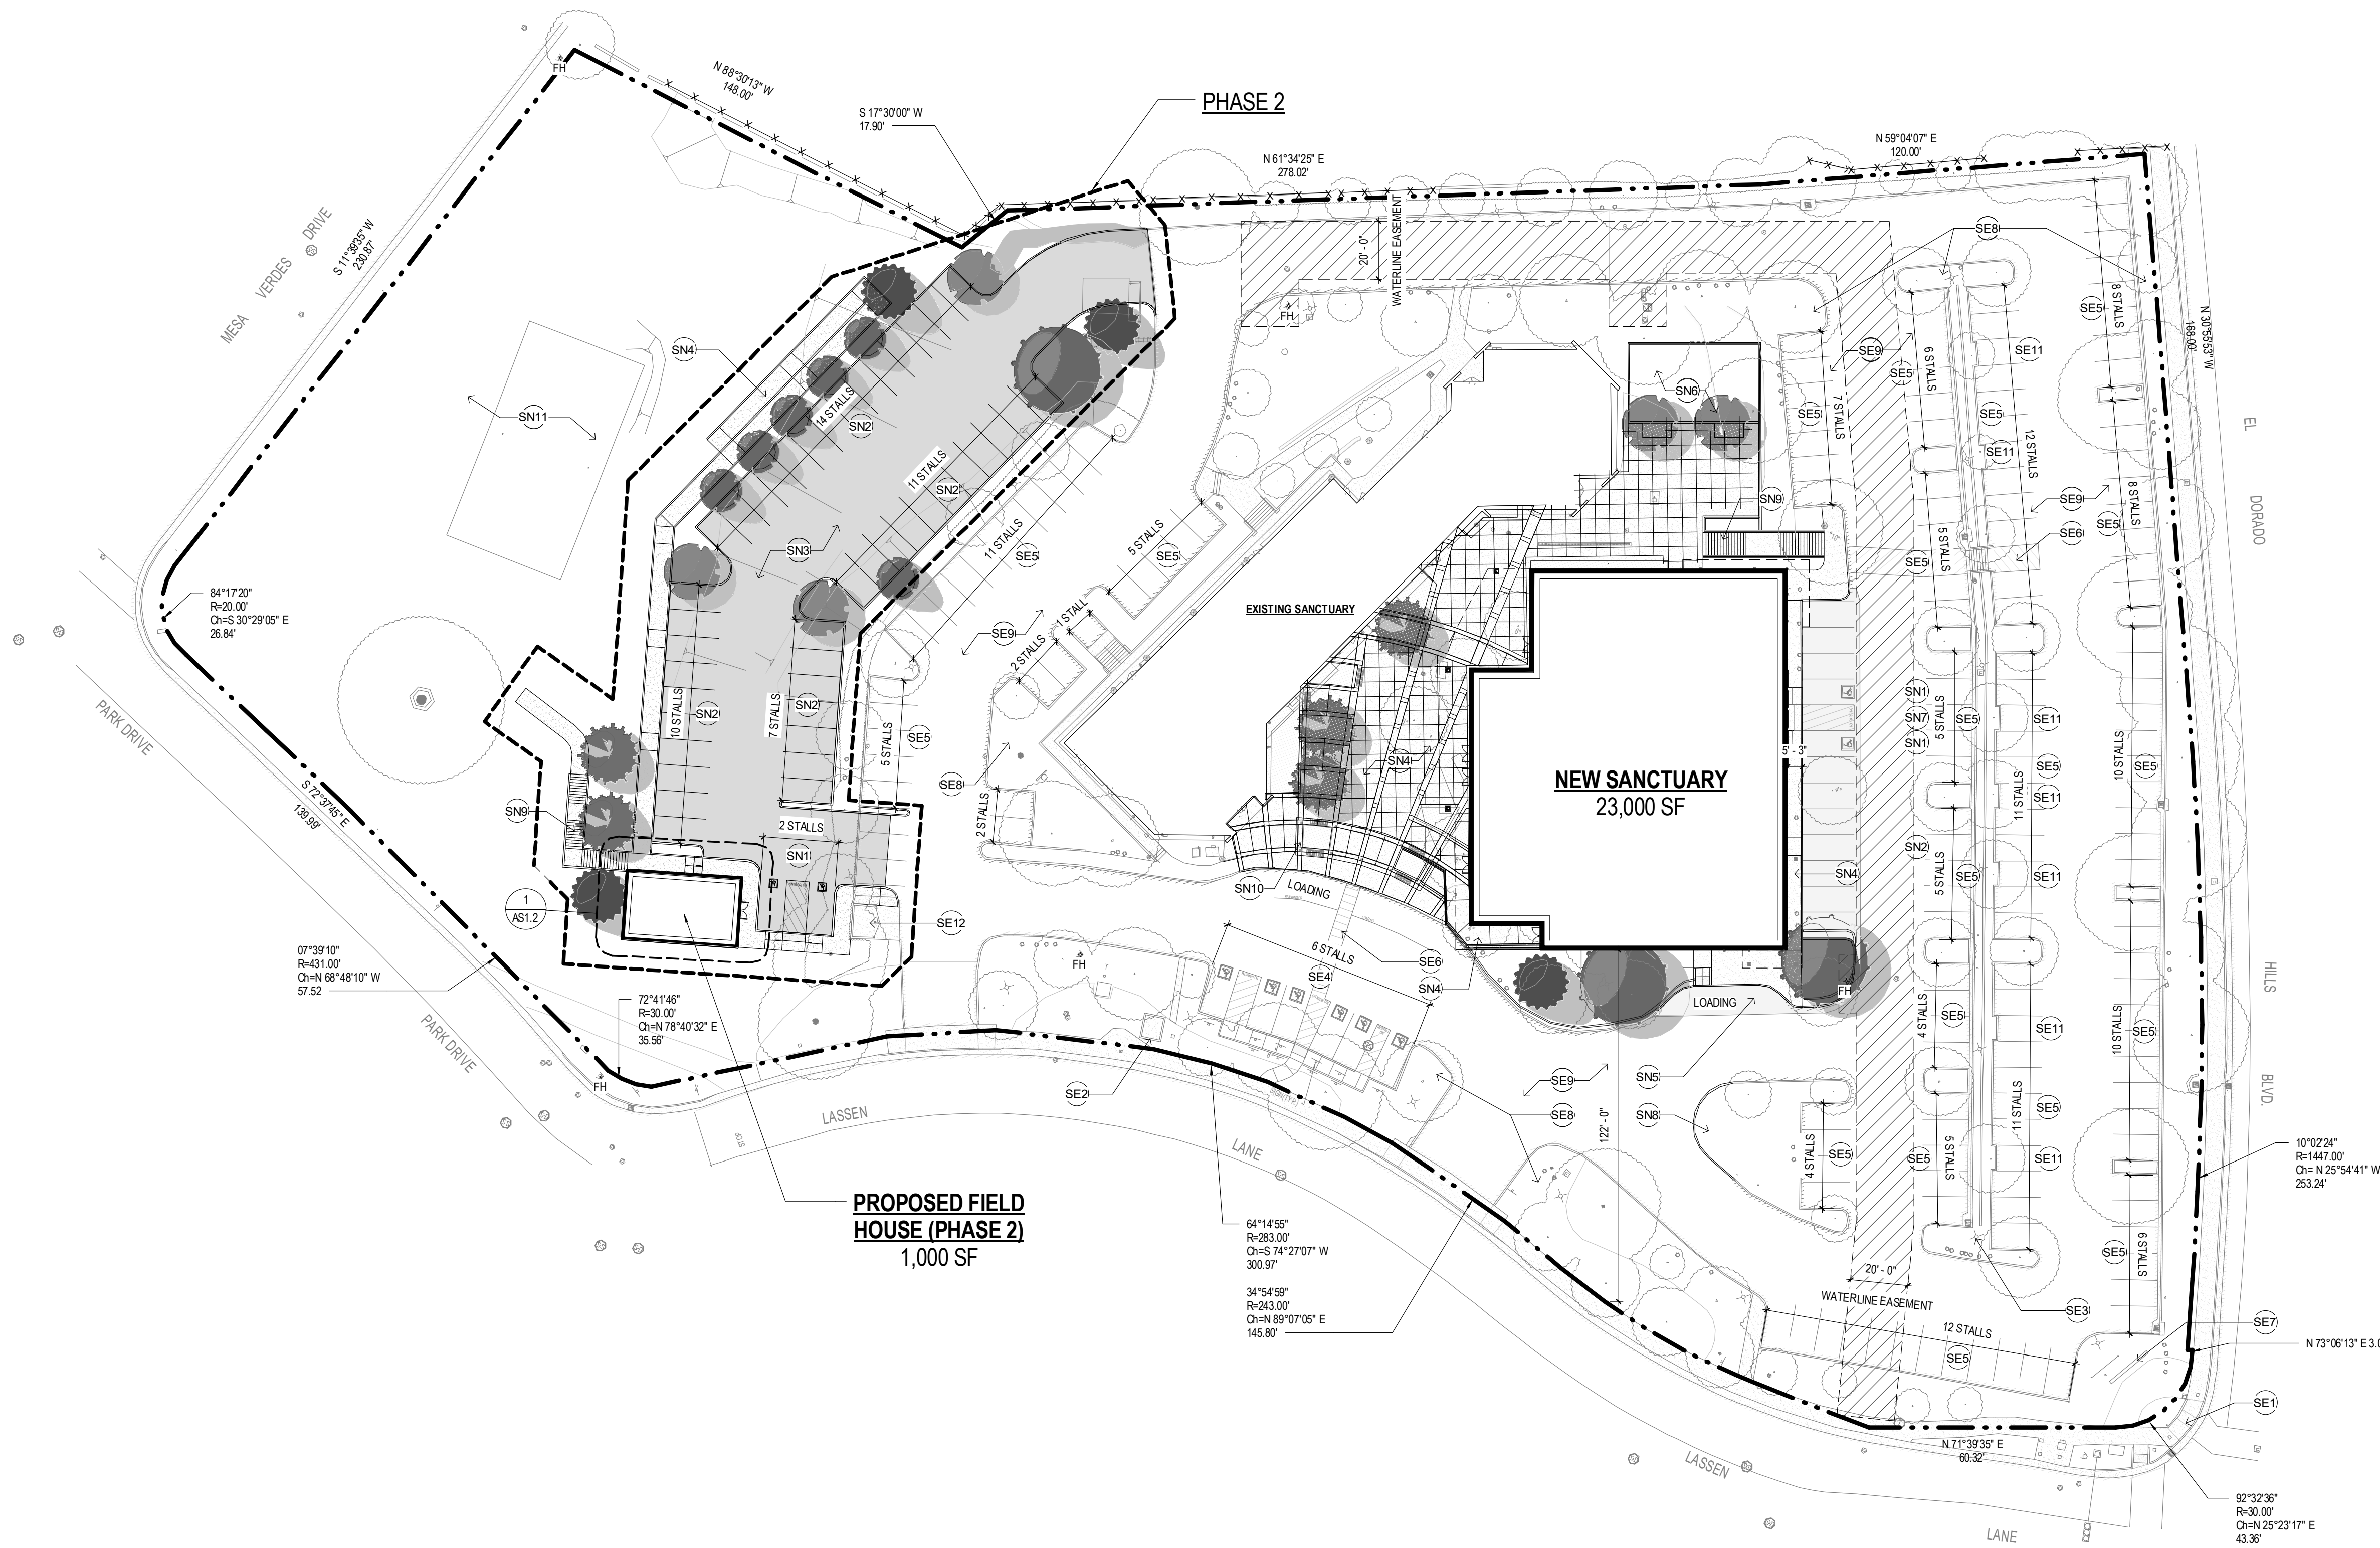 FH
N 88°30'13" W
148.00'
S 17°30'00" W
17.90'
PHASE 2
N 61°34'25" E
278.02'
N 59°04'07" E
120.00'
MESA VERDES DRIVE
S 11°39'35" W
230.87'
20' - 0"
WATERLINE EASEMENT
FH
SE8
SE5
8 STALLS
N 30°55'53" W
168.00'
SN4
SN11
14 STALLS
SN2
11 STALLS
SN2
11 STALLS
SE5
SN3
5 STALLS
SE5
SN6
SE9
SE5
7 STALLS
SE5
6 STALLS
SE11
SE5
SE11
12 STALLS
SN9
SE9
SE6
SE5
8 STALLS
SE5
5 STALLS
EL DORADO HILLS BLVD.
84°17'20"
R=20.00'
Ch=S 30°29'05" E
26.84'
EXISTING SANCTUARY
1 STALL
2 STALLS
SE9
10 STALLS
SN2
7 STALLS
SN2
5 STALLS
SE5
SE8
2 STALLS
PARK DRIVE
S 72°37'45" E
139.99'
SN9
2 STALLS
SN1
SN4
NEW SANCTUARY
23,000 SF
5' - 3"
SN1
SN7
SN1
5 STALLS
SE5
SE11
SE5
SE11
11 STALLS
10 STALLS
SE5
SN2
SN4
5 STALLS
SE5
SE11
SN10
LOADING
1
AS1.2
SE12
6 STALLS
SE4
SE6
SN4
FH
LOADING
FH
4 STALLS
SE5
SE11
10 STALLS
SE5
07°39'10"
R=431.00'
Ch=N 68°48'10" W
57.52
72°41'46"
R=30.00'
Ch=N 78°40'32" E
35.56'
FH
PARK DRIVE
SE2
SE9
SE8
SN5
SN8
122' - 0"
4 STALLS
SE5
SE5
5 STALLS
11 STALLS
SE5
SE11
STOP
LASSEN LANE
10°02'24"
R=1447.00'
Ch= N 25°54'41" W
253.24'
PROPOSED FIELD
HOUSE (PHASE 2)
1,000 SF
64°14'55"
R=283.00'
Ch=S 74°27'07" W
300.97'
34°54'59"
R=243.00'
Ch=N 89°07'05" E
145.80'
20' - 0"
WATERLINE EASEMENT
12 STALLS
SE5
SE5
6 STALLS
SE3
SE7
N 73°06'13" E 3.0
SE1
N 71°39'35" E
60.32'
LASSEN LANE
92°32'36"
R=30.00'
Ch=N 25°23'17" E
43.36'